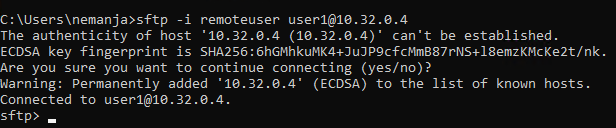 C:\Users\nemanja>sftp -i remoteuser user1@10.32.0.4
The authenticity of host '10.32.0.4 (10.32.0.4)' can't be established.
ECDSA key fingerprint is SHA256:6hGMhkuMK4+JuJP9cfcMmB87rNS+l8emzKMcKe2t/nk.
Are you sure you want to continue connecting (yes/no)?
Warning: Permanently added '10.32.0.4' (ECDSA) to the list of known hosts.
Connected to user1@10.32.0.4.
sftp> _